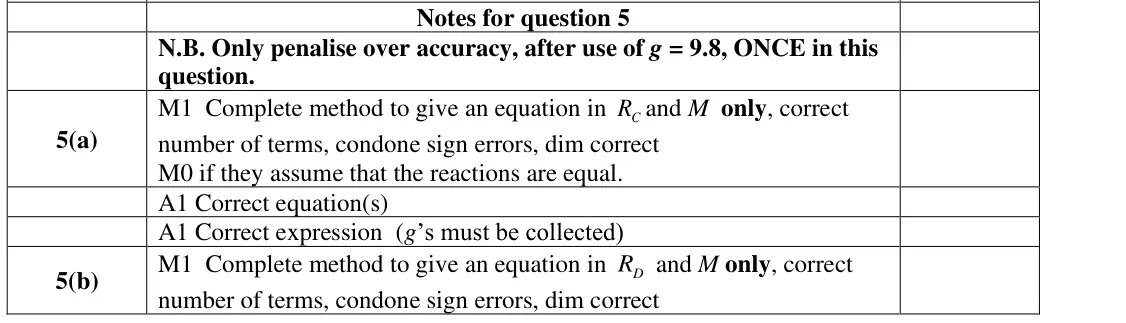 Notes for question 5
N.B. Only penalise over accuracy, after use of g = 9.8, ONCE in this
question.
5(a)
M1 Complete method to give an equation in R_C and M only, correct
number of terms, condone sign errors, dim correct
M0 if they assume that the reactions are equal.
A1 Correct equation(s)
A1 Correct expression (g’s must be collected)
5(b)
M1 Complete method to give an equation in R_D and M only, correct
number of terms, condone sign errors, dim correct